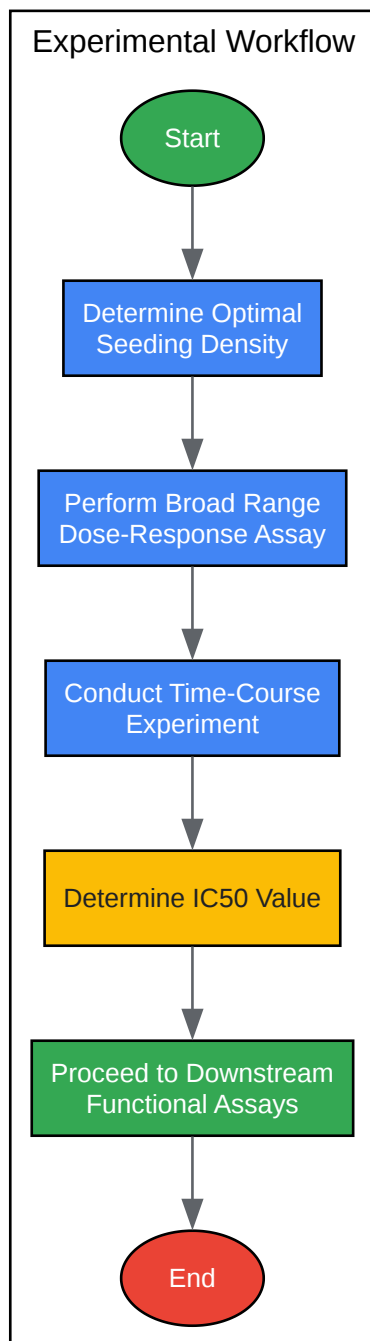 Experimental Workflow
Start
Determine Optimal
Seeding Density
Perform Broad Range
Dose-Response Assay
Conduct Time-Course
Experiment
Determine IC50 Value
Proceed to Downstream
Functional Assays
End